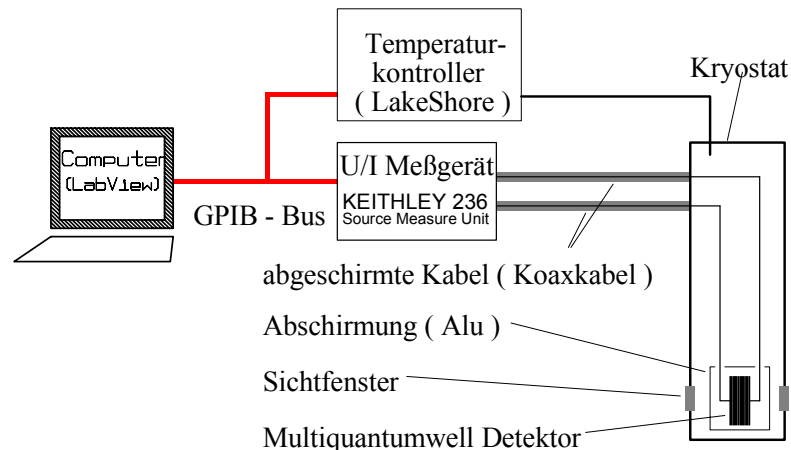 Temperatur-
kontroller
( LakeShore )
Kryostat
Computer
(LabView)
U/I Meßgerät
KEITHLEY 236
Source Measure Unit
GPIB - Bus
abgeschirmte Kabel ( Koaxkabel )
Abschirmung ( Alu )
Sichtfenster
Multiquantumwell Detektor